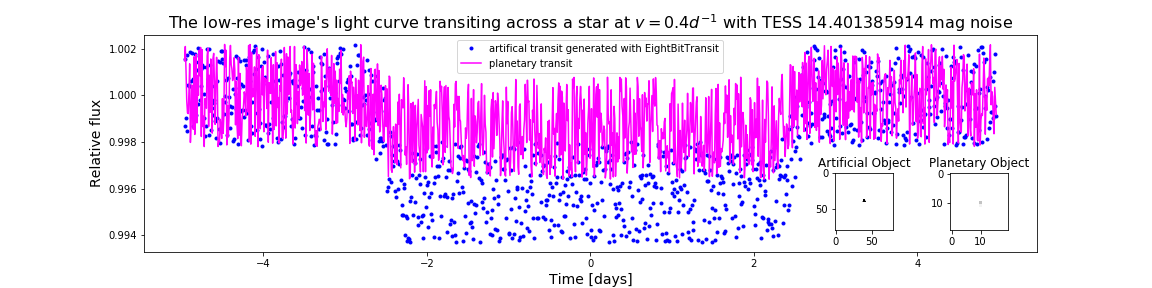 The low-res image's light curve transiting across a star at v = 0.4d⁻¹ with TESS 14.401385914 mag noise
artifical transit generated with EightBitTransit
planetary transit
1.002
1.000
0.998
0.996
0.994
Relative flux
Artificial Object
Planetary Object
0
50
0
50
0
10
0
10
−4
−2
0
2
4
Time [days]